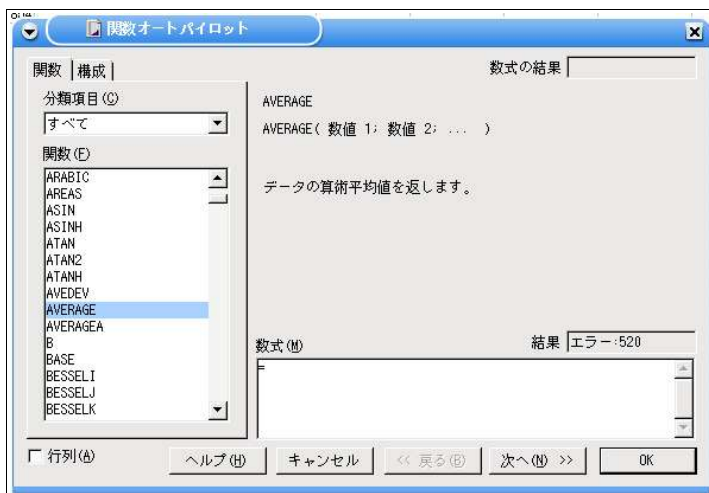 関数オートパイロット
関数
構成
数式の結果
分類項目(C)
すべて
関数(F)
ARABIC
AREAS
ASIN
ASINH
ATAN
ATAN2
ATANH
AVEDEV
AVERAGE
AVERAGEA
B
BASE
BESSELI
BESSELJ
BESSELK
AVERAGE
AVERAGE( 数値 1; 数値 2; ... )
データの算術平均値を返します。
数式(M)
結果 エラー:520
=
行列(A)
ヘルプ(H)
キャンセル
<< 戻る(B)
次へ(N) >>
OK